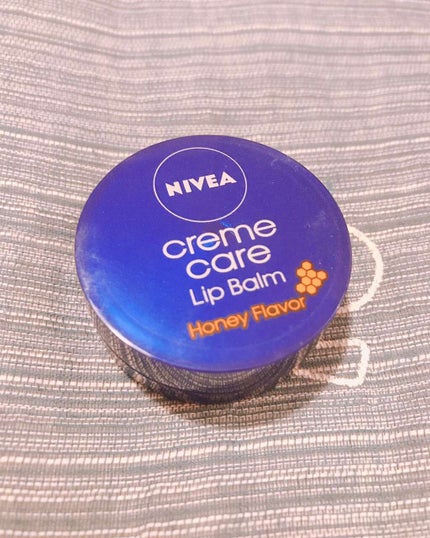 NIVEA
creme
care
Lip Balm
Honey Flavor